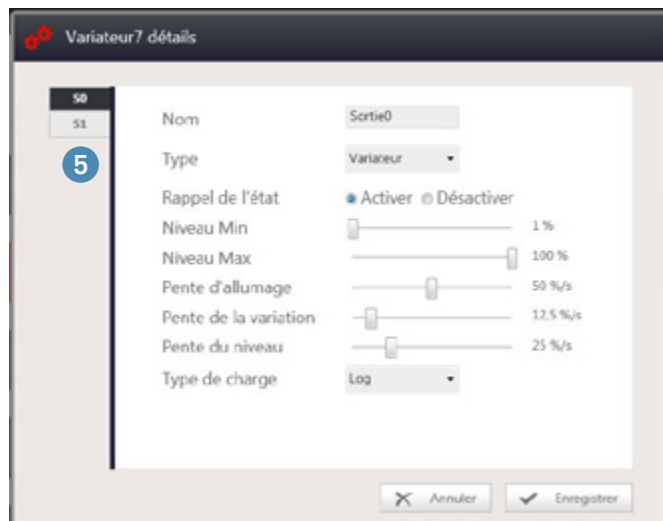 Variateur7 détails
S0
S1
5
Nom Sortie0
Type Variateur
Rappel de l'état Activer Désactiver
Niveau Min 1 %
Niveau Max 100 %
Pente d'allumage 50 %/s
Pente de la variation 12,5 %/s
Pente du niveau 25 %/s
Type de charge Log
Annuler Enregistrer